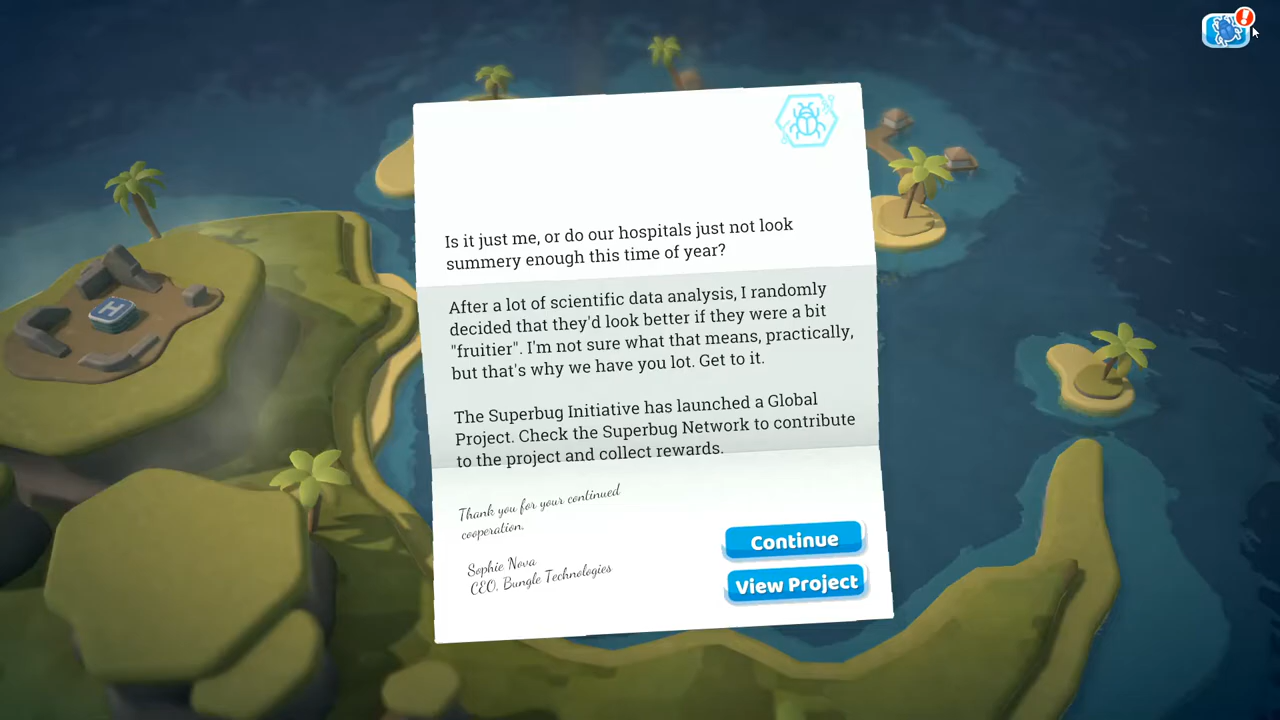 !
Is it just me, or do our hospitals just not look
summery enough this time of year?
After a lot of scientific data analysis, I randomly
decided that they'd look better if they were a bit
"fruitier". I'm not sure what that means, practically,
but that's why we have you lot. Get to it.
The Superbug Initiative has launched a Global
Project. Check the Superbug Network to contribute
to the project and collect rewards.
Thank you for your continued
cooperation,
Sophie Nova
CEO, Bungle Technologies
Continue
View Project
H